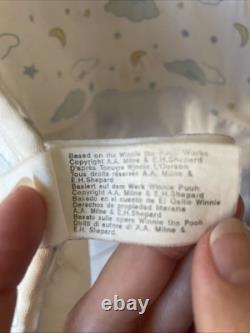 Based on the Winnie the Pooh Works
Copyright A.A. Milne & E.H.Shepard
D'après l'oeuvre Winnie L'Ourson
Tous droits réservés A.A. Milne &
E.H.Shepard
Basiert auf dem Werk Winnie Puuh
Copyright A.A. Milne & E.H.Shepard
Basado en el cuento de El
Derechos de propiedad
A.A. Milne & E.H.Shepard
Basato sulle opere Winnie the Pooh
Diritti di autore di A.A. Milne &
E.H. Shepard